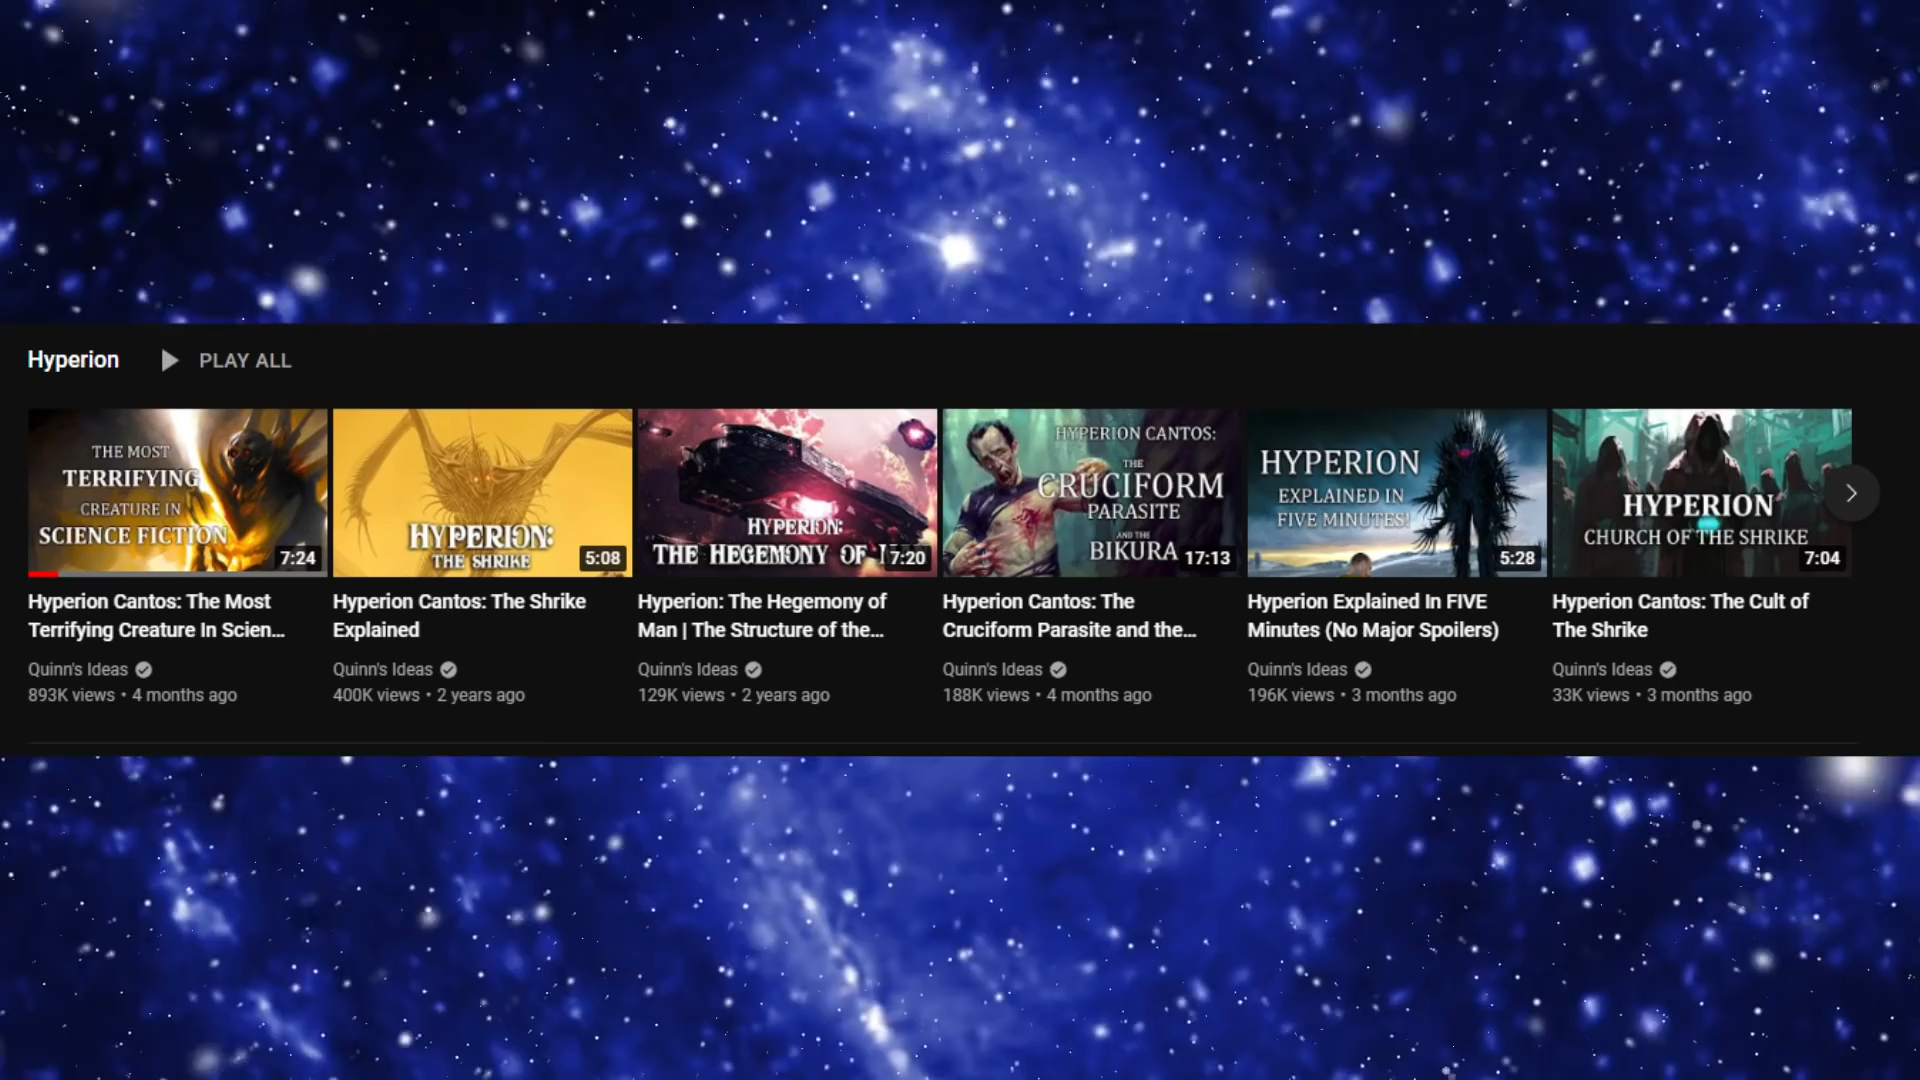 Hyperion PLAY ALL
THE MOST
TERRIFYING
CREATURE IN
SCIENCE FICTION
7:24
Hyperion Cantos: The Most
Terrifying Creature In Scien...
Quinn's Ideas
893K views • 4 months ago
HYPERION:
THE SHRIKE
5:08
Hyperion Cantos: The Shrike
Explained
Quinn's Ideas
400K views • 2 years ago
HYPERION:
THE HEGEMONY OF
7:20
Hyperion: The Hegemony of
Man | The Structure of the...
Quinn's Ideas
129K views • 2 years ago
HYPERION CANTOS:
THE
CRUCIFORM
PARASITE
AND THE
BIKURA
17:13
Hyperion Cantos: The
Cruciform Parasite and the...
Quinn's Ideas
188K views • 4 months ago
HYPERION
EXPLAINED IN
FIVE MINUTES!
5:28
Hyperion Explained In FIVE
Minutes (No Major Spoilers)
Quinn's Ideas
196K views • 3 months ago
HYPERION
CHURCH OF THE SHRIKE
7:04
Hyperion Cantos: The Cult of
The Shrike
Quinn's Ideas
33K views • 3 months ago